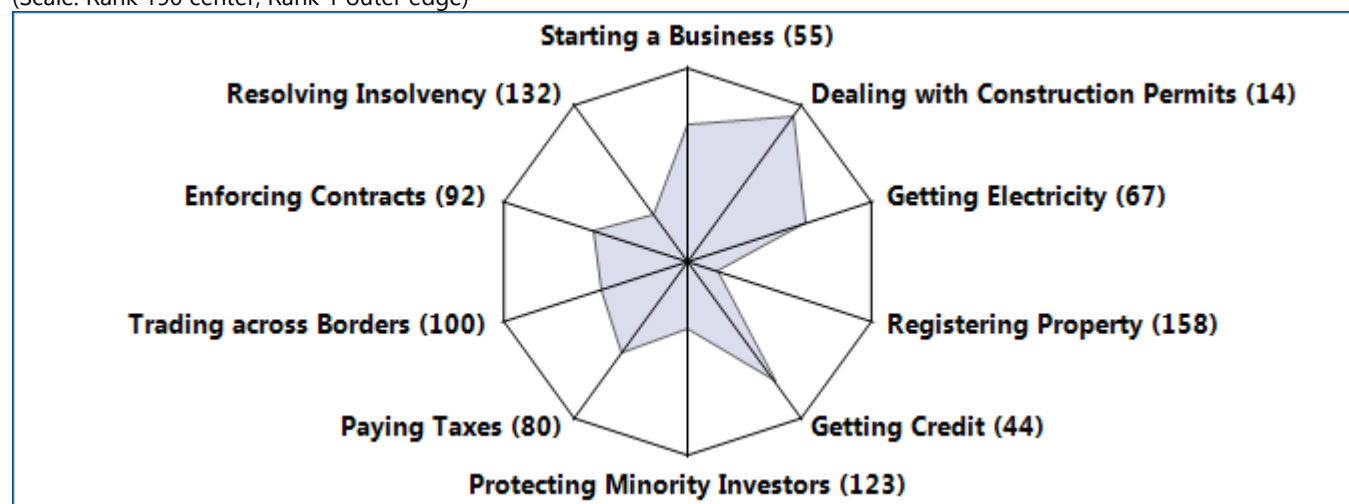 (Scale: Rank 190 center, Rank 1 outer edge)
Starting a Business (55)
Resolving Insolvency (132)
Dealing with Construction Permits (14)
Enforcing Contracts (92)
Getting Electricity (67)
Trading across Borders (100)
Registering Property (158)
Paying Taxes (80)
Getting Credit (44)
Protecting Minority Investors (123)